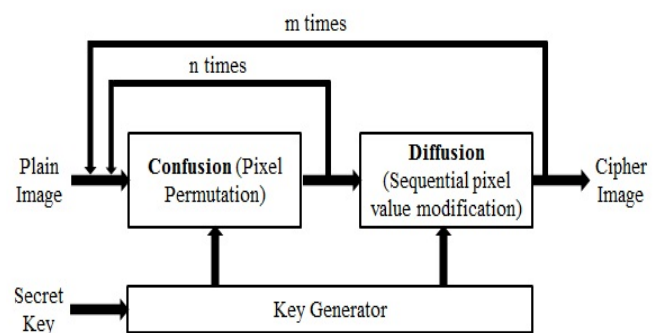 m times
n times
Plain
Image
Confusion (Pixel
Permutation)
Diffusion
(Sequential pixel
value modification)
Cipher
Image
Secret
Key
Key Generator